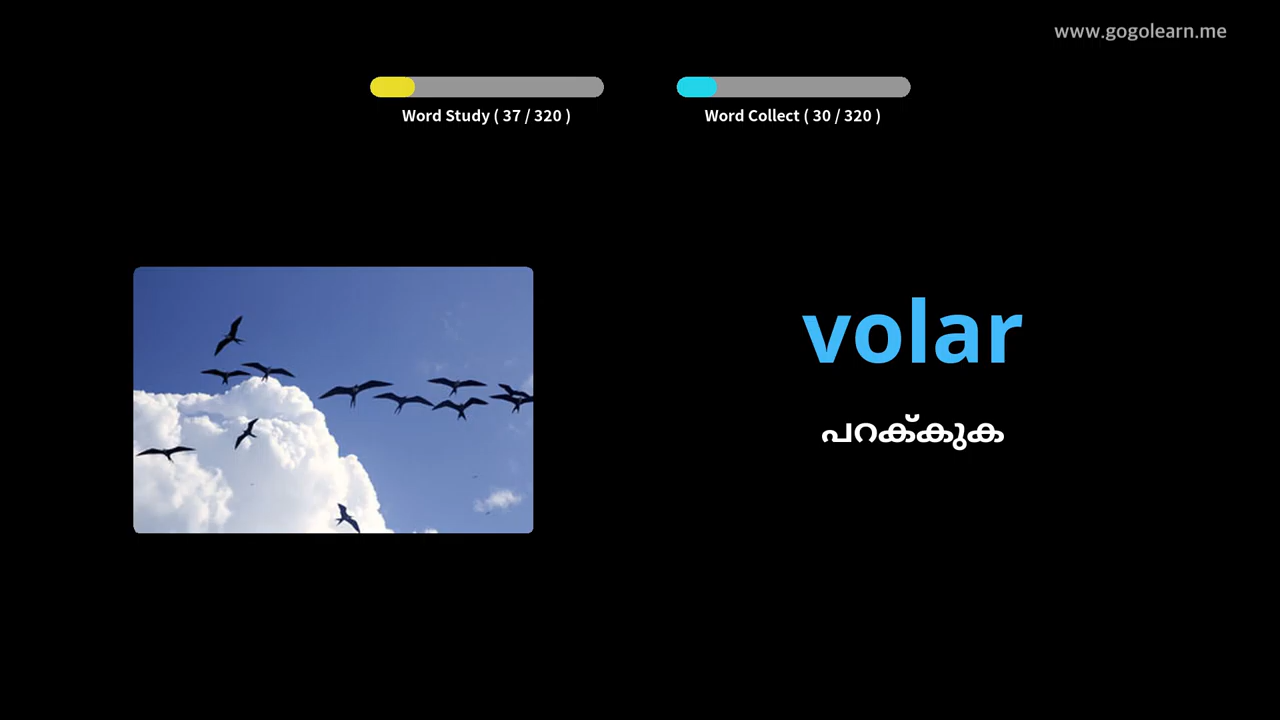 www.gogolearn.me
Word Study ( 37 / 320 )
Word Collect ( 30 / 320 )
volar
പറക്കുക